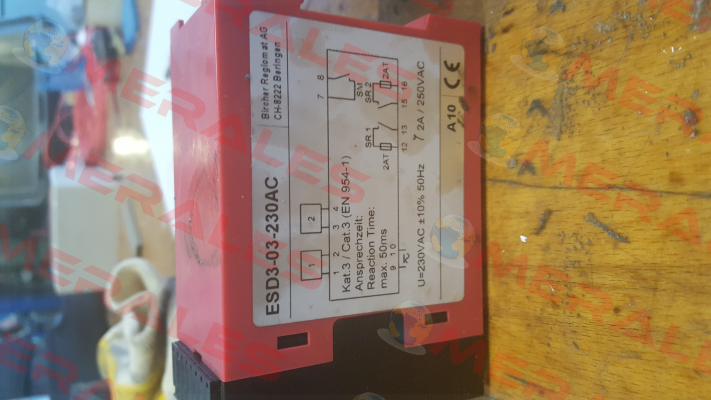 Bircher Reglomat AG
CH-8222 Beringen
ESD3-03-230AC
1
2
1 2 3 4
Kat.3 / Cat.3 (EN 954-1)
Ansprechzeit:
Reaction Time:
max. 50ms
9 10
7 8
SM
SR 2
2AT
SR 1
2AT
12 13 15 16
U=230VAC ±10% 50Hz
2A / 250VAC
A10 CE
MERALES